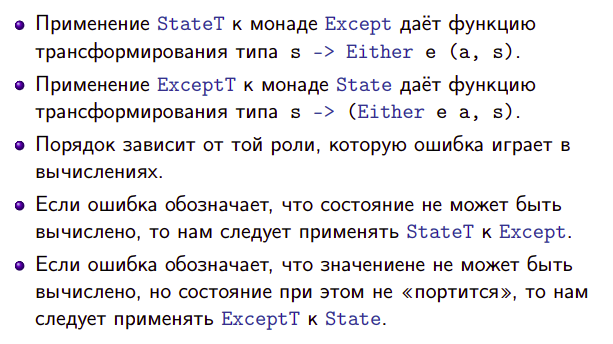 Применение StateT к монаде Except даёт функцию
трансформирования типа s -> Either e (a, s).
Применение ExceptT к монаде State даёт функцию
трансформирования типа s -> (Either e a, s).
Порядок зависит от той роли, которую ошибка играет в
вычислениях.
Если ошибка обозначает, что состояние не может быть
вычислено, то нам следует применять StateT к Except.
Если ошибка обозначает, что значениене не может быть
вычислено, но состояние при этом не «портится», то нам
следует применять ExceptT к State.